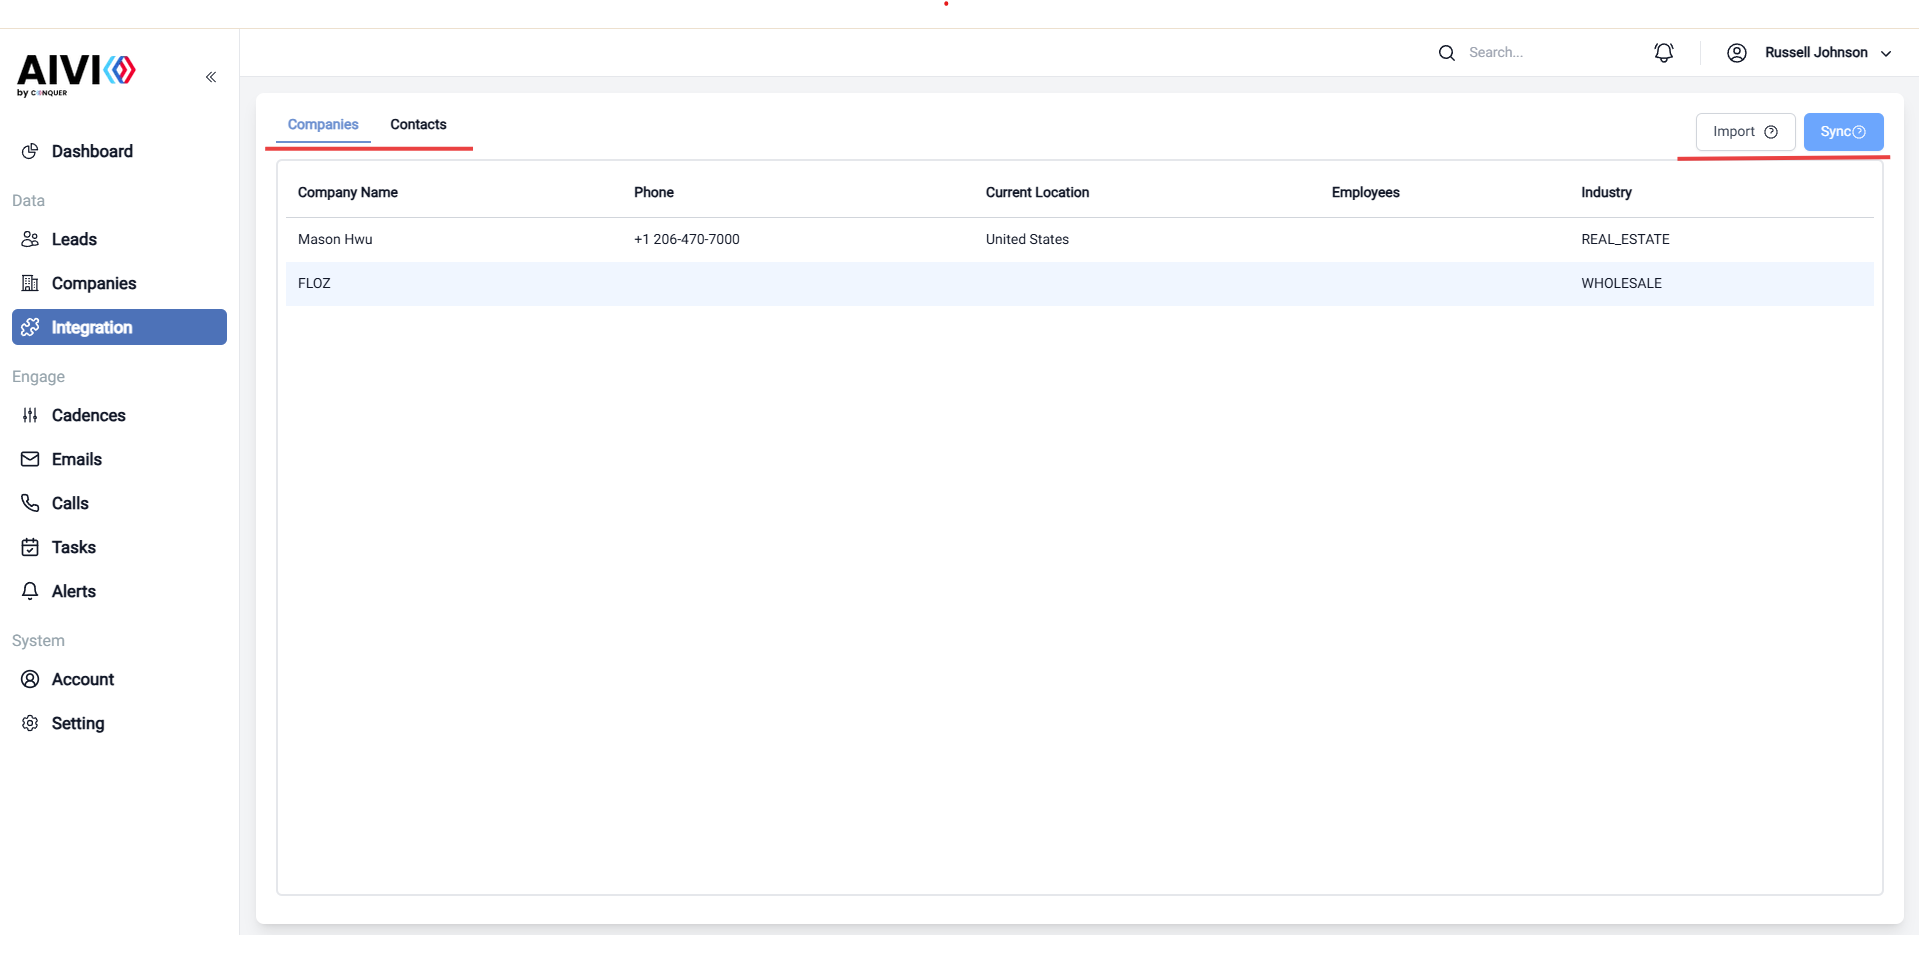 AIVI
by CONQUER
Search...
Russell Johnson
Dashboard
Data
Leads
Companies
Integration
Engage
Cadences
Emails
Calls
Tasks
Alerts
System
Account
Setting
Companies Contacts
Import Sync
Company Name Phone Current Location Employees Industry
Mason Hwu +1 206-470-7000 United States REAL_ESTATE
FLOZ WHOLESALE